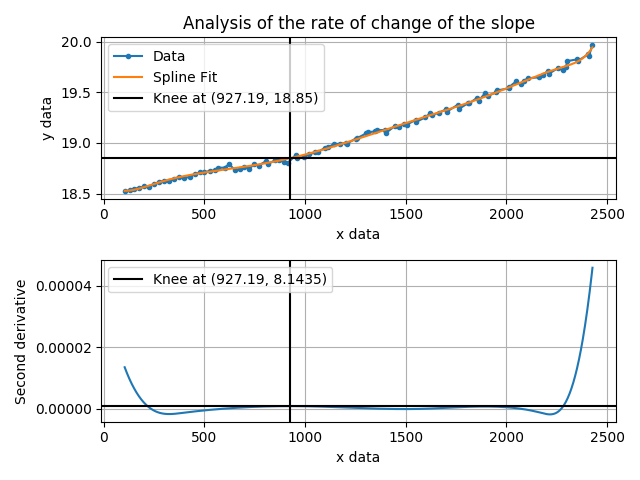 Analysis of the rate of change of the slope
20.0
19.5
19.0
18.5
y data
Data
Spline Fit
Knee at (927.19, 18.85)
0
500
1000
1500
2000
2500
x data
0.00004
0.00002
0.00000
Second derivative
Knee at (927.19, 8.1435)
0
500
1000
1500
2000
2500
x data